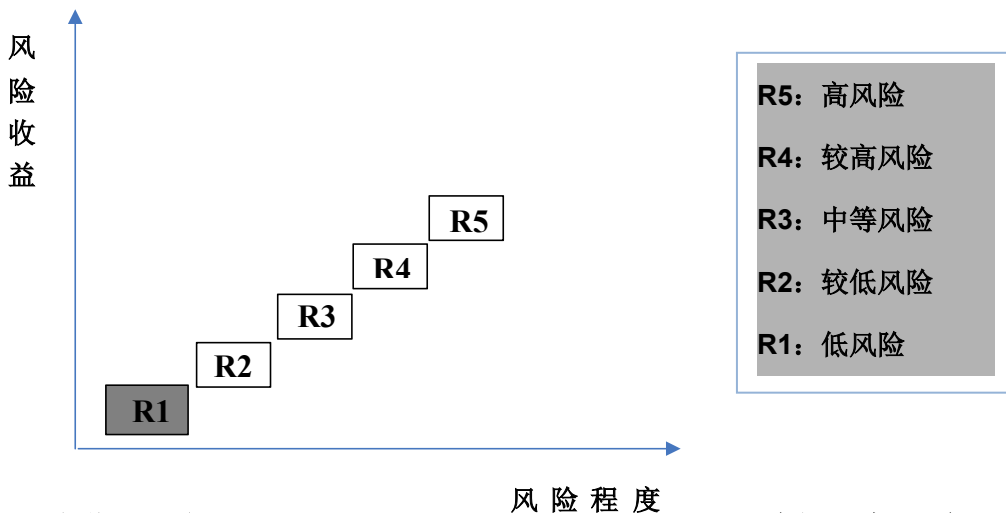 风
险
收
益
R5
R4
R3
R2
R1
R5：高风险
R4：较高风险
R3：中等风险
R2：较低风险
R1：低风险
风险程度